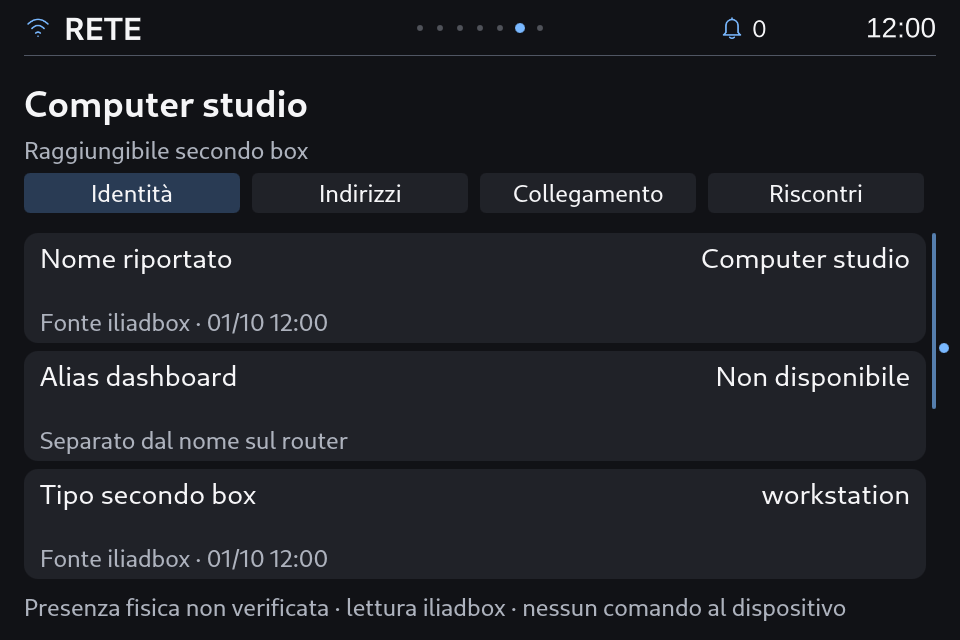 RETE
0
12:00
Computer studio
Raggiungibile secondo box
Identità
Indirizzi
Collegamento
Riscontri
Nome riportato
Computer studio
Fonte iliadbox · 01/10 12:00
Alias dashboard
Non disponibile
Separato dal nome sul router
Tipo secondo box
workstation
Fonte iliadbox · 01/10 12:00
Presenza fisica non verificata · lettura iliadbox · nessun comando al dispositivo